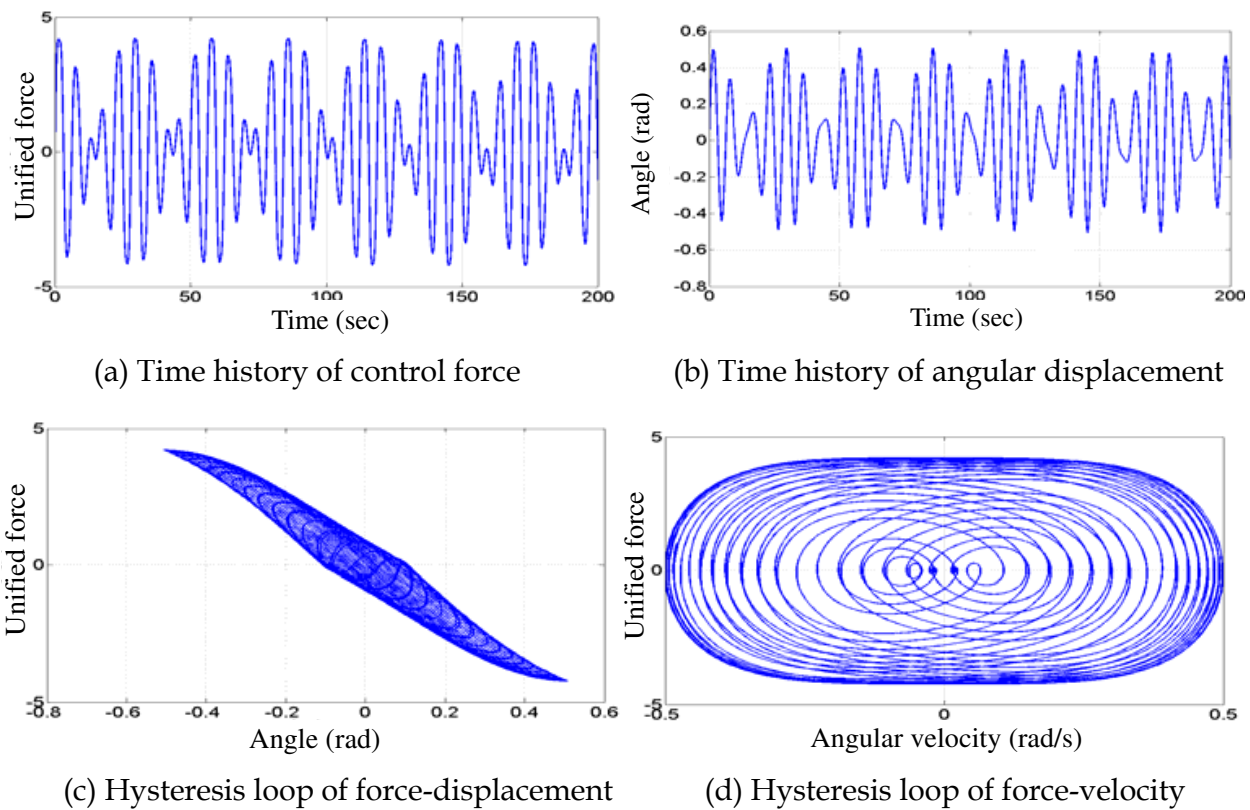 5
0
-5
Unified force
0 50 100 150 200
Time (sec)
(a) Time history of control force
0.6
0.4
0.2
0
-0.2
-0.4
-0.6
-0.8
Angle (rad)
0 50 100 150 200
Time (sec)
(b) Time history of angular displacement
5
0
-5
Unified force
-0.8 -0.6 -0.4 -0.2 0 0.2 0.4 0.6
Angle (rad)
(c) Hysteresis loop of force-displacement
5
0
-5
Unified force
-0.5 0 0.5
Angular velocity (rad/s)
(d) Hysteresis loop of force-velocity